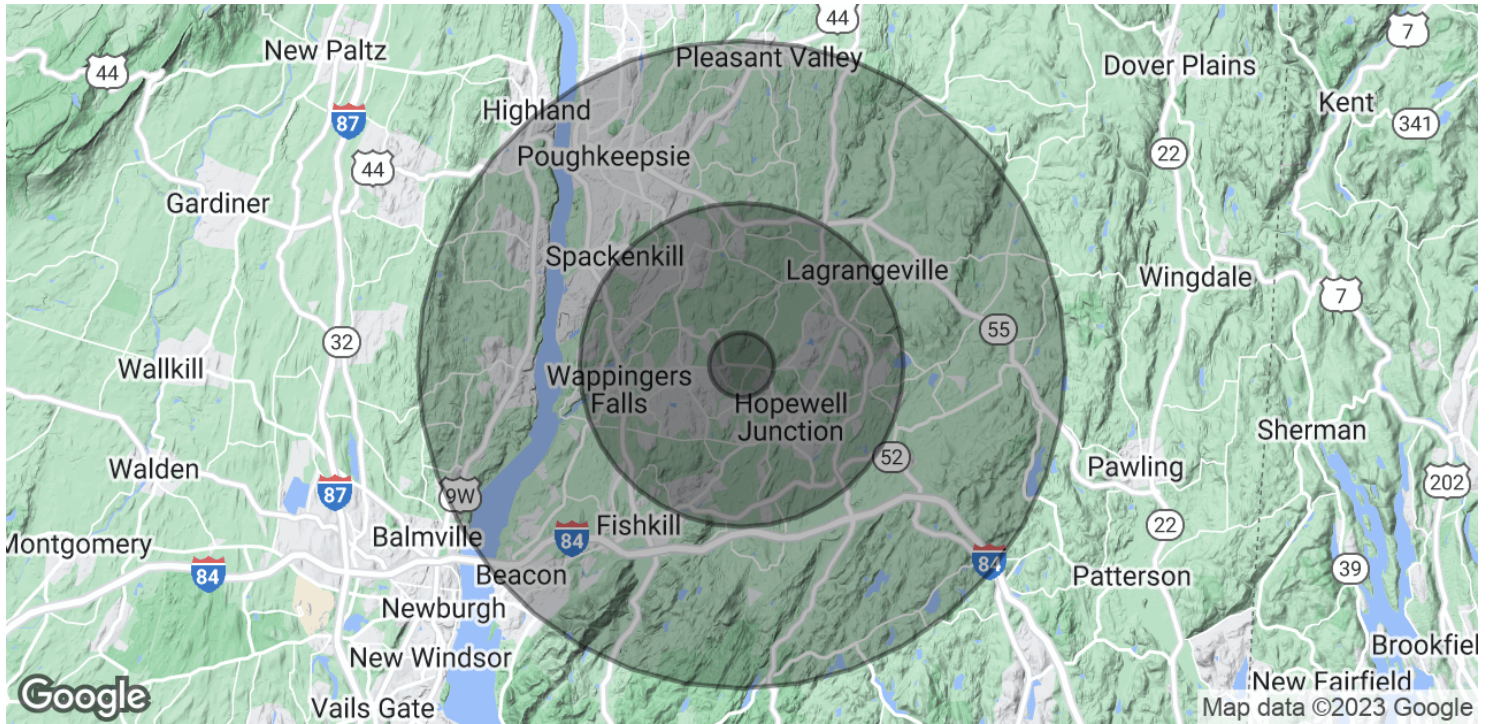 44
7
New Paltz
Pleasant Valley
Dover Plains
44
Kent
Highland
87
341
Poughkeepsie
22
44
Gardiner
Spackenkill
Lagrangeville
Wingdale
7
55
32
Wallkill
Wappingers
Falls
Hopewell
Junction
Sherman
52
Pawling
Walden
87
9W
202
22
Fishkill
Balmville
84
Montgomery
84
84
39
Beacon
Patterson
Newburgh
New Windsor
Brookfiel
New Fairfield
Google
Vails Gate
Map data ©2023 Google